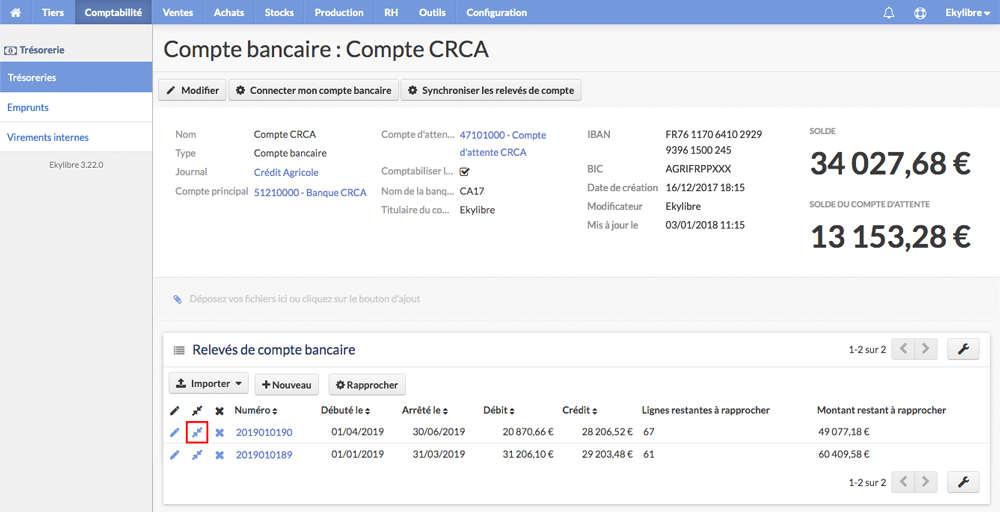 Tiers Comptabilité Ventes Achats Stocks Production RH Outils Configuration Ekylibre
Trésorerie
Trésoreries
Emprunts
Virements internes
Ekylibre 3.22.0
Compte bancaire : Compte CRCA
Modifier Connecter mon compte bancaire Synchroniser les relevés de compte
Nom Compte CRCA
Type Compte bancaire
Journal Crédit Agricole
Compte principal 51210000 - Banque CRCA
Compte d'atten... 47101000 - Compte
d'attente CRCA
Comptabiliser l...
Nom de la banq... CA17
Titulaire du co... Ekylibre
IBAN FR76 1170 6410 2929
9396 1500 245
BIC AGRIFRPPXXX
Date de création 16/12/2017 18:15
Modificateur Ekylibre
Mis à jour le 03/01/2018 11:15
SOLDE
34 027,68 €
SOLDE DU COMPTE D'ATTENTE
13 153,28 €
Déposez vos fichiers ici ou cliquez sur le bouton d'ajout
Relevés de compte bancaire 1-2 sur 2
Importer Nouveau Rapprocher
Numéro Débuté le Arrêté le Débit Crédit Lignes restantes à rapprocher Montant restant à rapprocher
2019010190 01/04/2019 30/06/2019 20 870,66 € 28 206,52 € 67 49 077,18 €
2019010189 01/01/2019 31/03/2019 31 206,10 € 29 203,48 € 61 60 409,58 €
1-2 sur 2